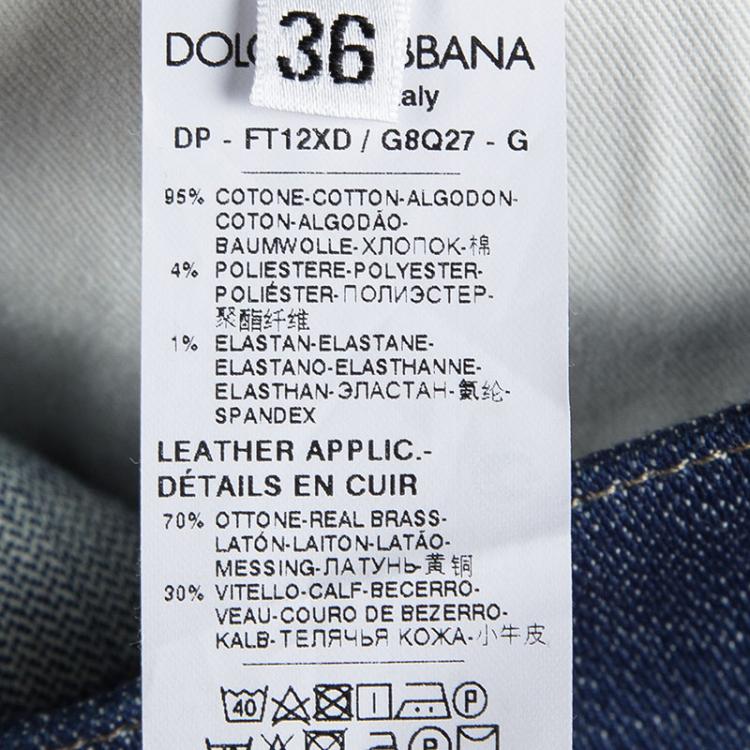 36
DOL BBANA
aly
DP - FT12XD / G8Q27 - G
95% COTONE-COTTON-ALGODON-
COTON-ALGODÃO-
BAUMWOLLE-ХЛОПОК-棉
4% POLIESTERE-POLYESTER-
POLIÉSTER-ПОЛИЭСТЕР-
聚酯纤维
1% ELASTAN-ELASTANE-
ELASTANO-ELASTHANNE-
ELASTHAN-ЭЛАСТАН-氨纶-
SPANDEX
LEATHER APPLIC.-
DÉTAILS EN CUIR
70% OTTONE-REAL BRASS-
LATÓN-LAITON-LATÃO-
MESSING-ЛАТУНЬ-黄铜
30% VITELLO-CALF-BECERRO-
VEAU-COURO DE BEZERRO-
KALB-ТЕЛЯЧЬЯ КОЖА-小牛皮
40 P